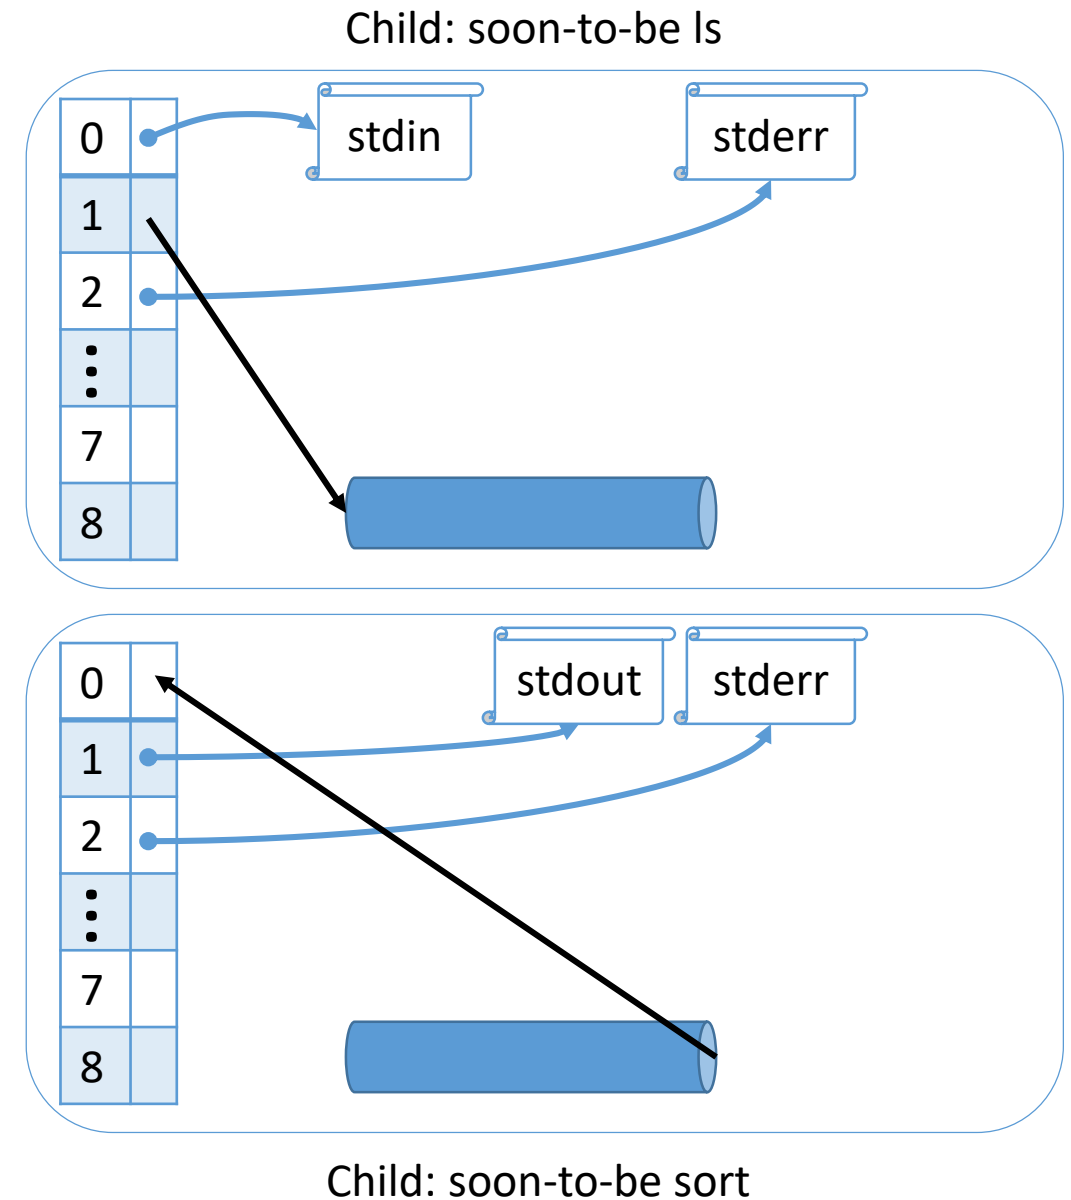 Child: soon-to-be ls
0
stdin
stderr
1
2
⋮
7
8
0
stdout
stderr
1
2
⋮
7
8
Child: soon-to-be sort